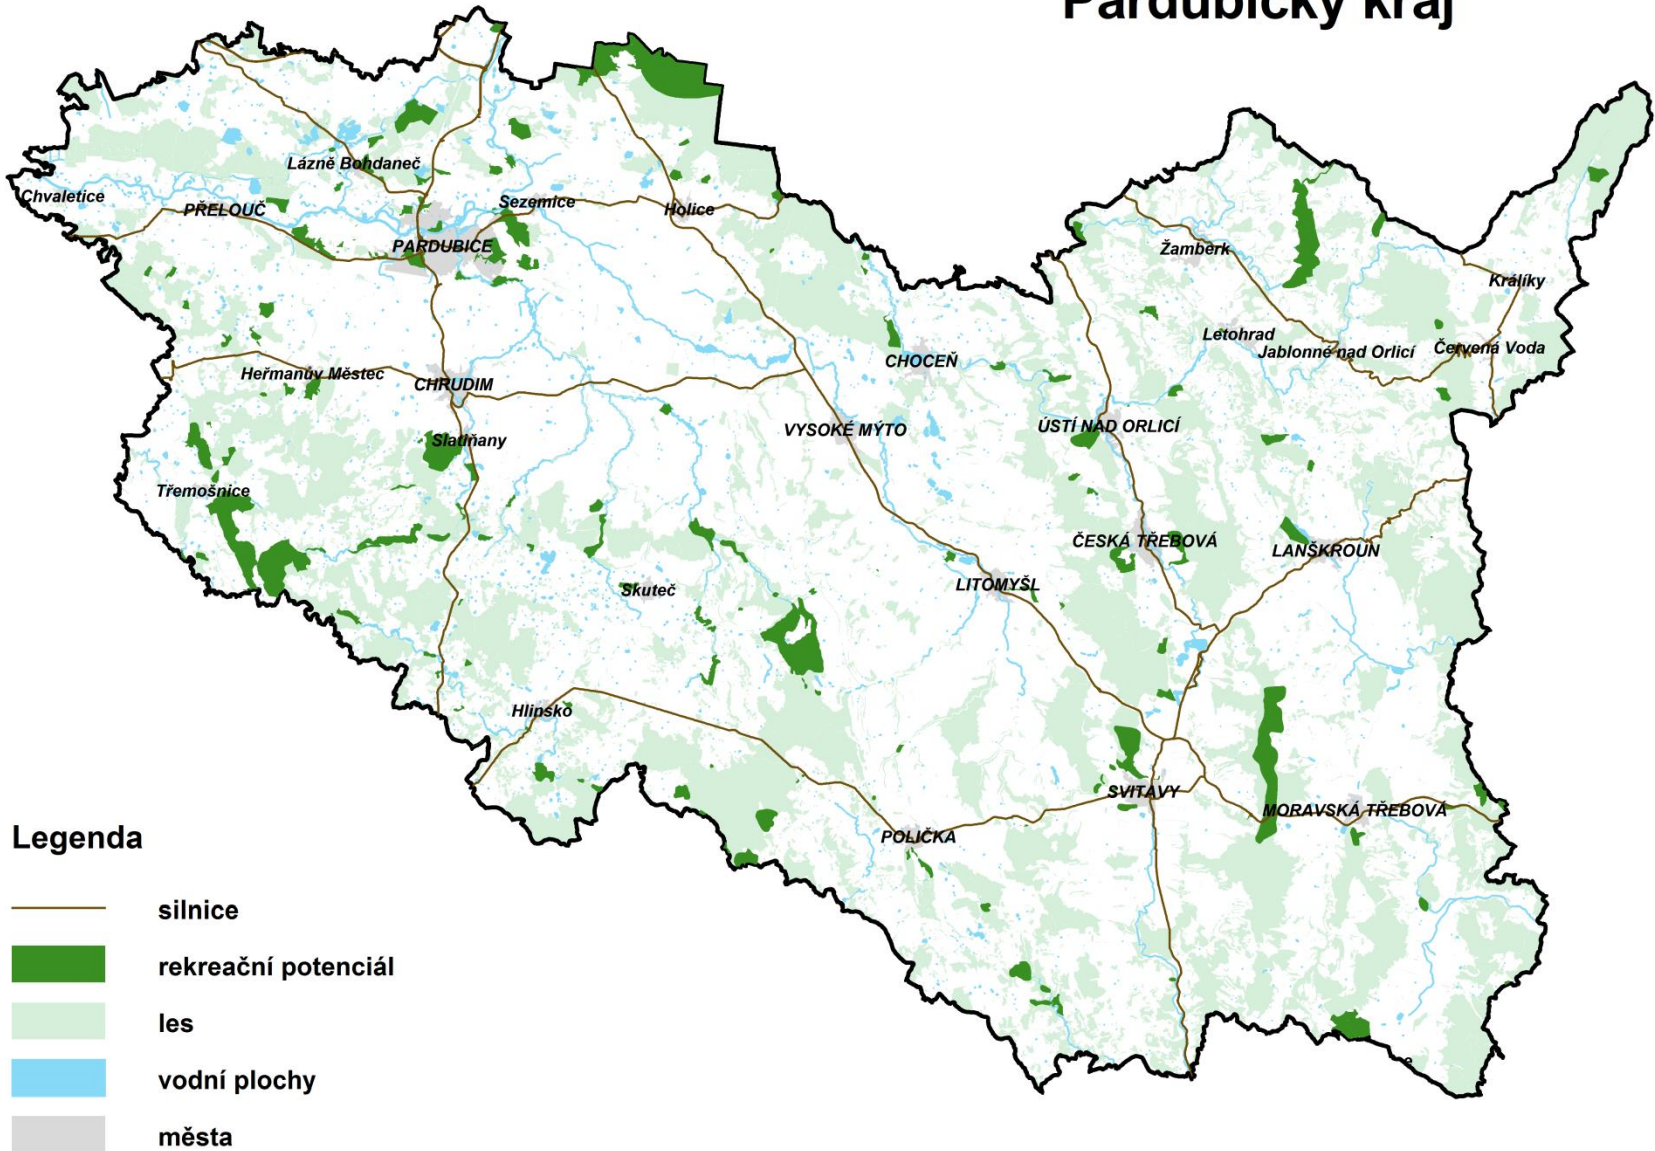 Pardubický kraj
Lázně Bohdaneč
Chvaletice
PŘELOUČ
Sezemice
Holice
PARDUBICE
Žamberk
Králíky
Letohrad
Jablonné nad Orlicí
Červená Voda
CHOCEŇ
Heřmanův Městec
CHRUDIM
VYSOKÉ MÝTO
ÚSTÍ NAD ORLICÍ
Slatiňany
Třemošnice
ČESKÁ TŘEBOVÁ
LANŠKROUN
Skuteč
LITOMYŠL
Hlinsko
SVITAVY
MORAVSKÁ TŘEBOVÁ
POLIČKA
Legenda
silnice
rekreační potenciál
les
vodní plochy
města